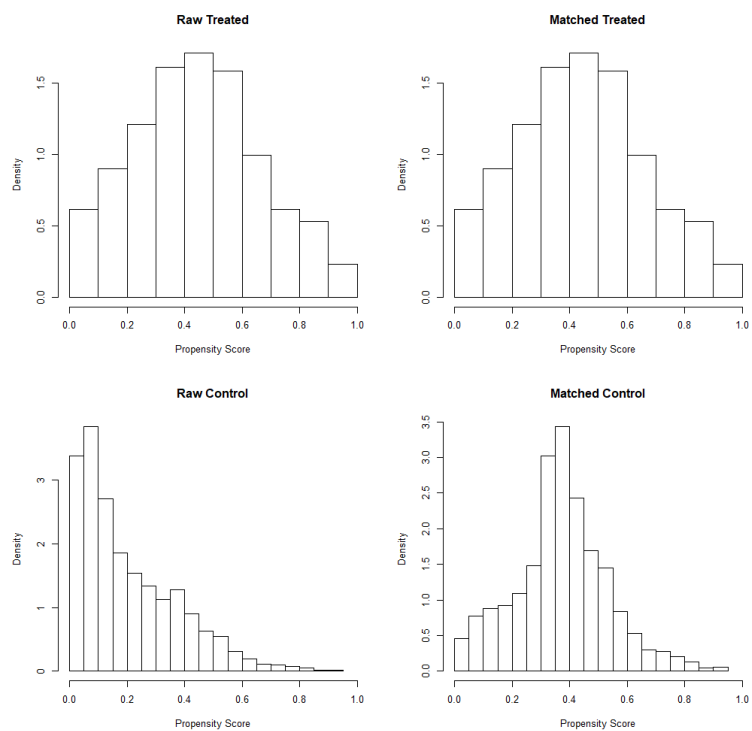 Raw Treated
Density
0.0 0.5 1.0 1.5
0.0 0.2 0.4 0.6 0.8 1.0
Propensity Score
Matched Treated
Density
0.0 0.5 1.0 1.5
0.0 0.2 0.4 0.6 0.8 1.0
Propensity Score
Raw Control
Density
0 1 2 3
0.0 0.2 0.4 0.6 0.8 1.0
Propensity Score
Matched Control
Density
0.0 0.5 1.0 1.5 2.0 2.5 3.0 3.5
0.0 0.2 0.4 0.6 0.8 1.0
Propensity Score